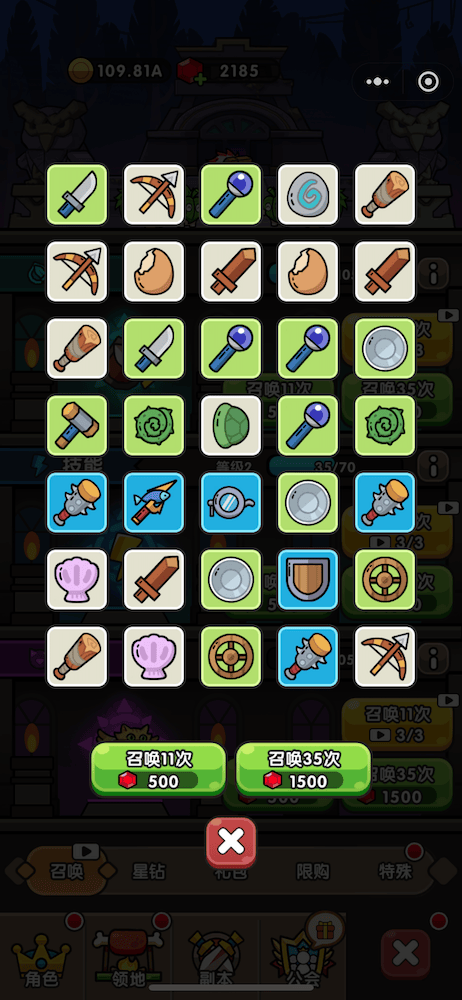 109.81A
2185
召唤11次
召唤35次
技能
等级2
35/70
3/3
召唤11次
500
召唤35次
1500
召唤11次
3/3
召唤35次
1500
召唤
星钻
礼包
限购
特殊
角色
领地
副本
公会